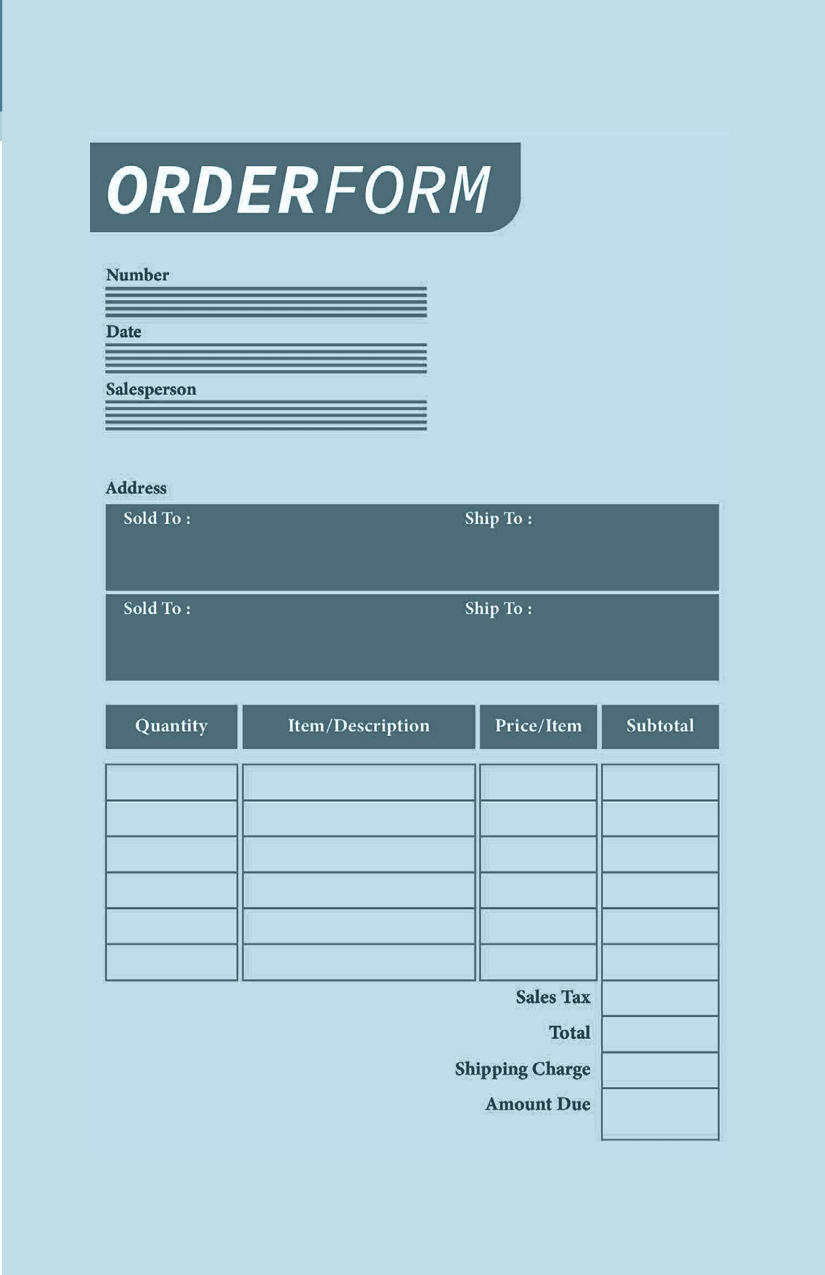 ORDERFORM
Number
Date
Salesperson
Address
Sold To : Ship To :
Sold To : Ship To :
Quantity Item/Description Price/Item Subtotal
Sales Tax
Total
Shipping Charge
Amount Due